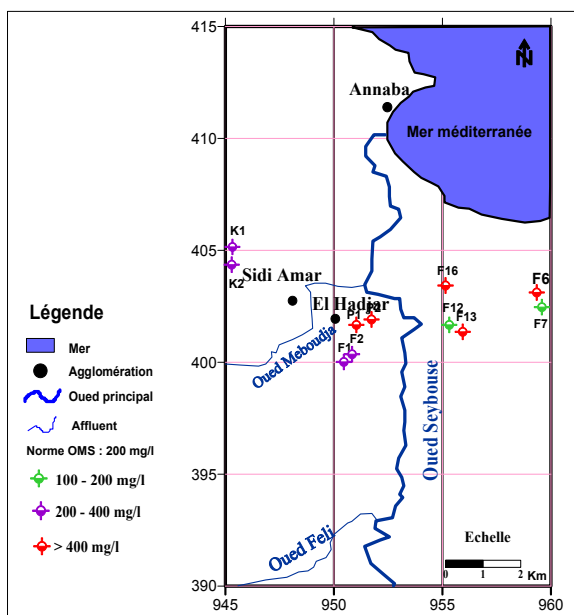 415
N
Annaba
410
Mer méditerranée
K1
405
K2
Sidi Amar
F16
F6
El Hadjar
P1
F12
F13
F7
F2
F1
400
Oued Meboudja
Oued Seybouse
395
Oued Feli
Echelle
0 1 2 Km
390
945 950 955 960
Légende
Mer
Agglomération
Oued principal
Affluent
Norme OMS : 200 mg/l
100 - 200 mg/l
200 - 400 mg/l
> 400 mg/l